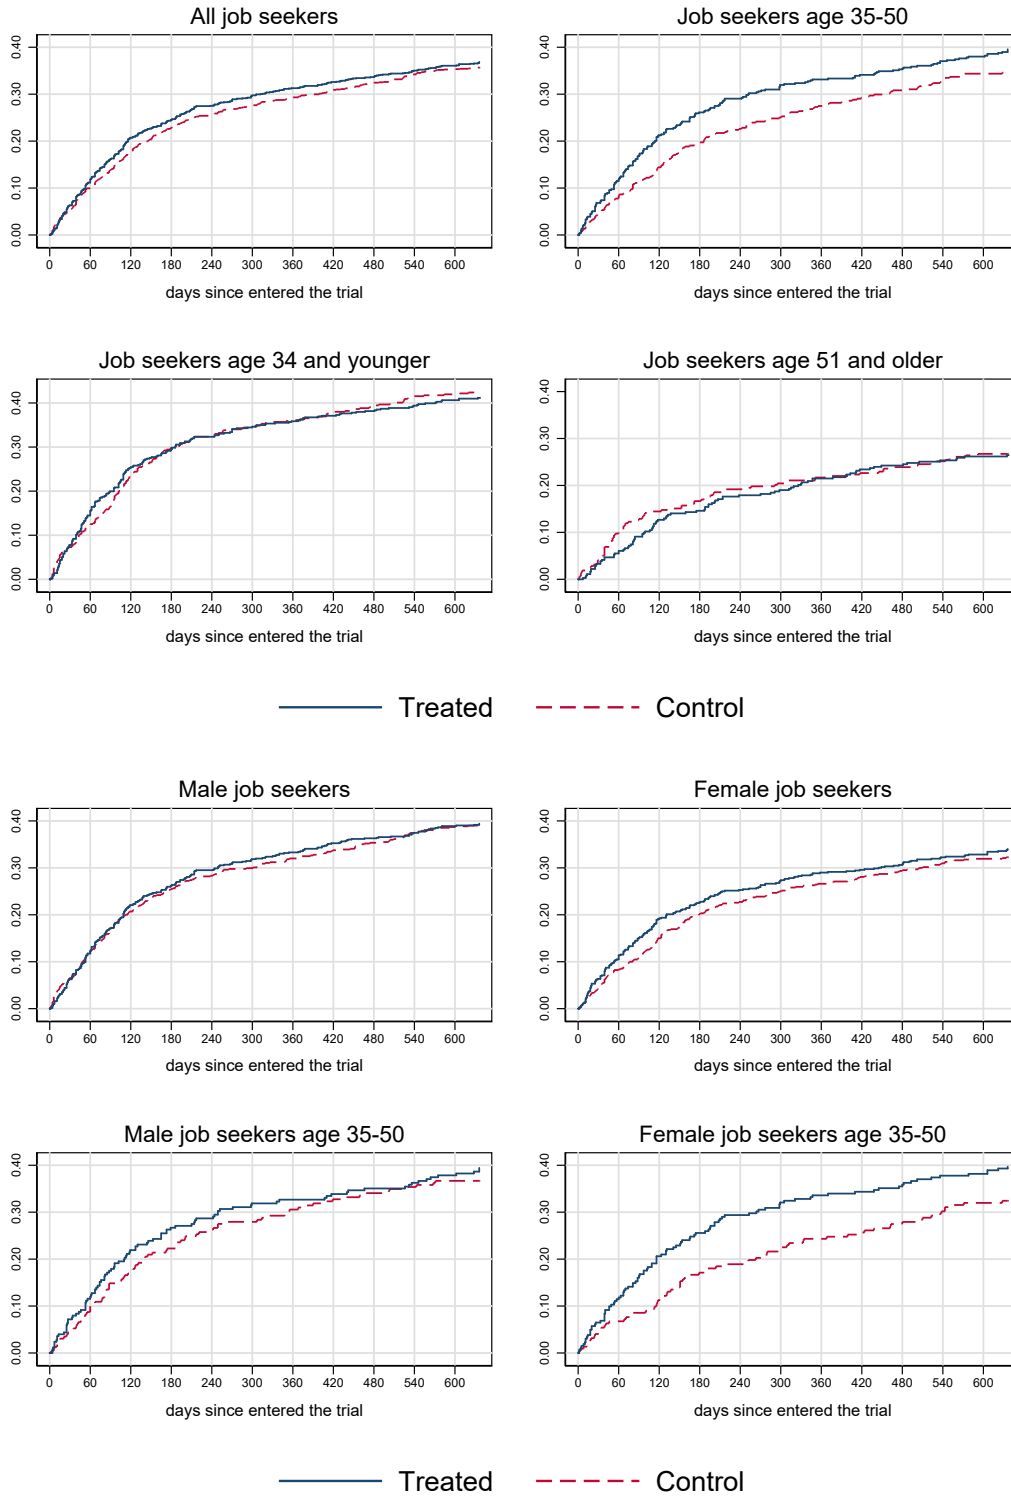 All job seekers
0.40
0.30
0.20
0.10
0.00
0 60 120 180 240 300 360 420 480 540 600
days since entered the trial
Job seekers age 35-50
0.40
0.30
0.20
0.10
0.00
0 60 120 180 240 300 360 420 480 540 600
days since entered the trial
Job seekers age 34 and younger
0.40
0.30
0.20
0.10
0.00
0 60 120 180 240 300 360 420 480 540 600
days since entered the trial
Job seekers age 51 and older
0.40
0.30
0.20
0.10
0.00
0 60 120 180 240 300 360 420 480 540 600
days since entered the trial
Treated Control
Male job seekers
0.40
0.30
0.20
0.10
0.00
0 60 120 180 240 300 360 420 480 540 600
days since entered the trial
Female job seekers
0.40
0.30
0.20
0.10
0.00
0 60 120 180 240 300 360 420 480 540 600
days since entered the trial
Male job seekers age 35-50
0.40
0.30
0.20
0.10
0.00
0 60 120 180 240 300 360 420 480 540 600
days since entered the trial
Female job seekers age 35-50
0.40
0.30
0.20
0.10
0.00
0 60 120 180 240 300 360 420 480 540 600
days since entered the trial
Treated Control